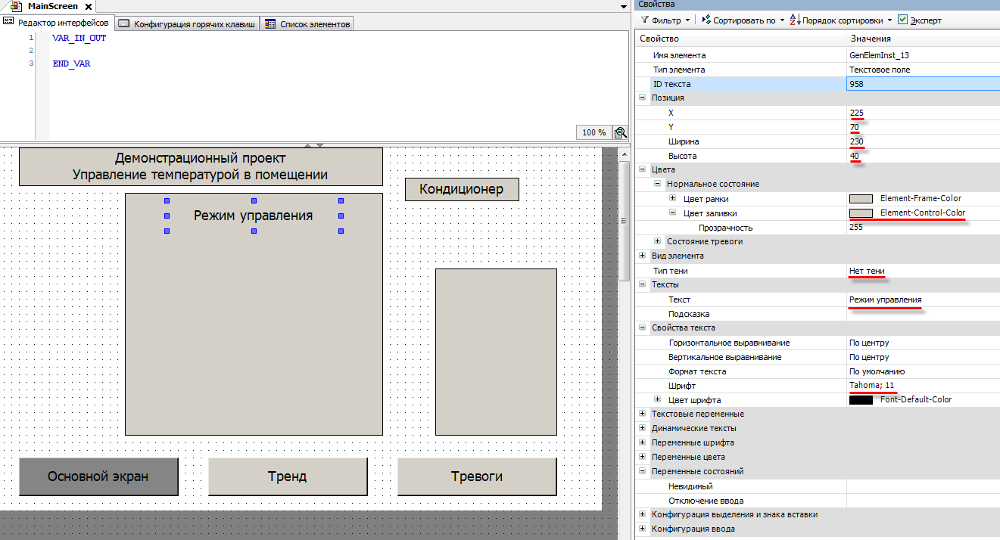 MainScreen
Редактор интерфейсов
Конфигурация горячих клавиш
Список элементов
1 VAR_IN_OUT
2
3 END_VAR
100 %
Демонстрационный проект
Управление температурой в помещении
Кондиционер
Режим управления
Основной экран
Тренд
Тревоги
Свойства
Фильтр
Сортировать по
Порядок сортировки
Эксперт
Свойство Значения
Имя элемента GenElemInst_13
Тип элемента Текстовое поле
ID текста 958
Позиция
X 225
Y 70
Ширина 230
Высота 40
Цвета
Нормальное состояние
Цвет рамки Element-Frame-Color
Цвет заливки Element-Control-Color
Прозрачность 255
Состояние тревоги
Вид элемента
Тип тени Нет тени
Тексты
Текст Режим управления
Подсказка
Свойства текста
Горизонтальное выравнивание По центру
Вертикальное выравнивание По центру
Формат текста По умолчанию
Шрифт Tahoma; 11
Цвет шрифта Font-Default-Color
Текстовые переменные
Динамические тексты
Переменные шрифта
Переменные цвета
Переменные состояний
Невидимый
Отключение ввода
Конфигурация выделения и знака вставки
Конфигурация ввода